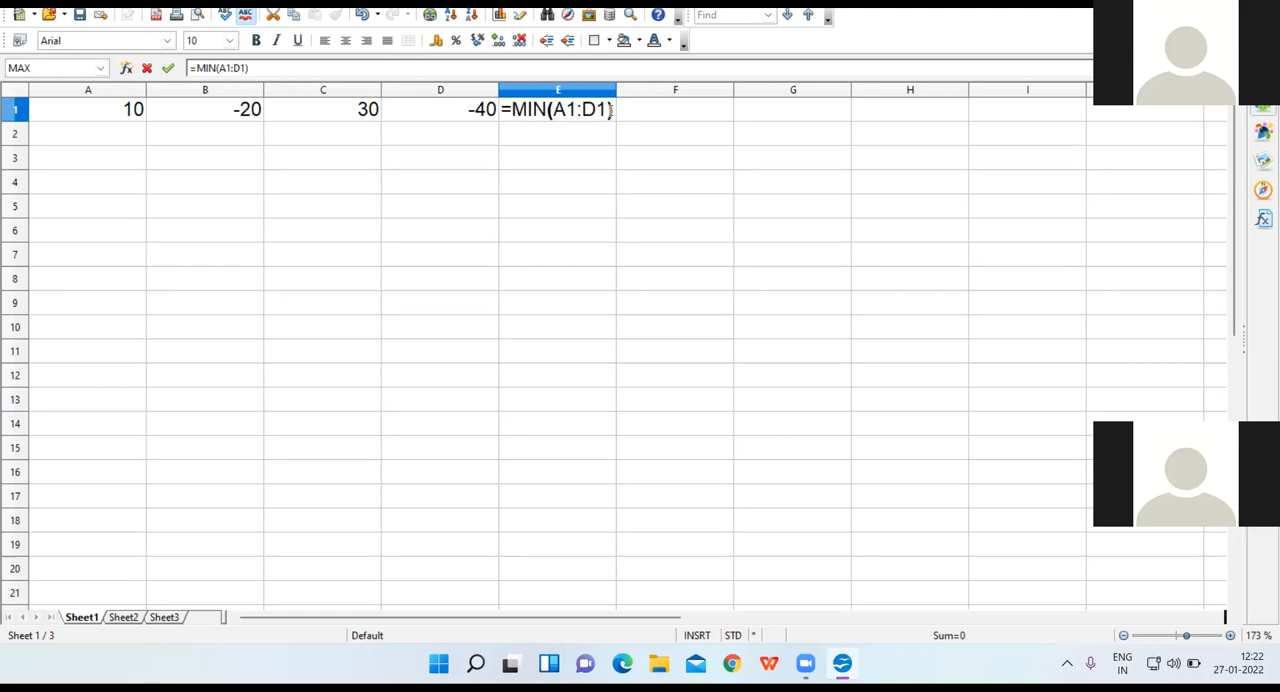 Find
Arial 10 B I U %
MAX =MIN(A1:D1)
A B C D E F G H I
1 10 -20 30 -40 =MIN(A1:D1)
2
3
4
5
6
7
8
9
10
11
12
13
14
15
16
17
18
19
20
21
Sheet1 Sheet2 Sheet3
Sheet 1 / 3 Default INSRT STD * Sum=0 173 %
ENG 12:22
IN 27-01-2022